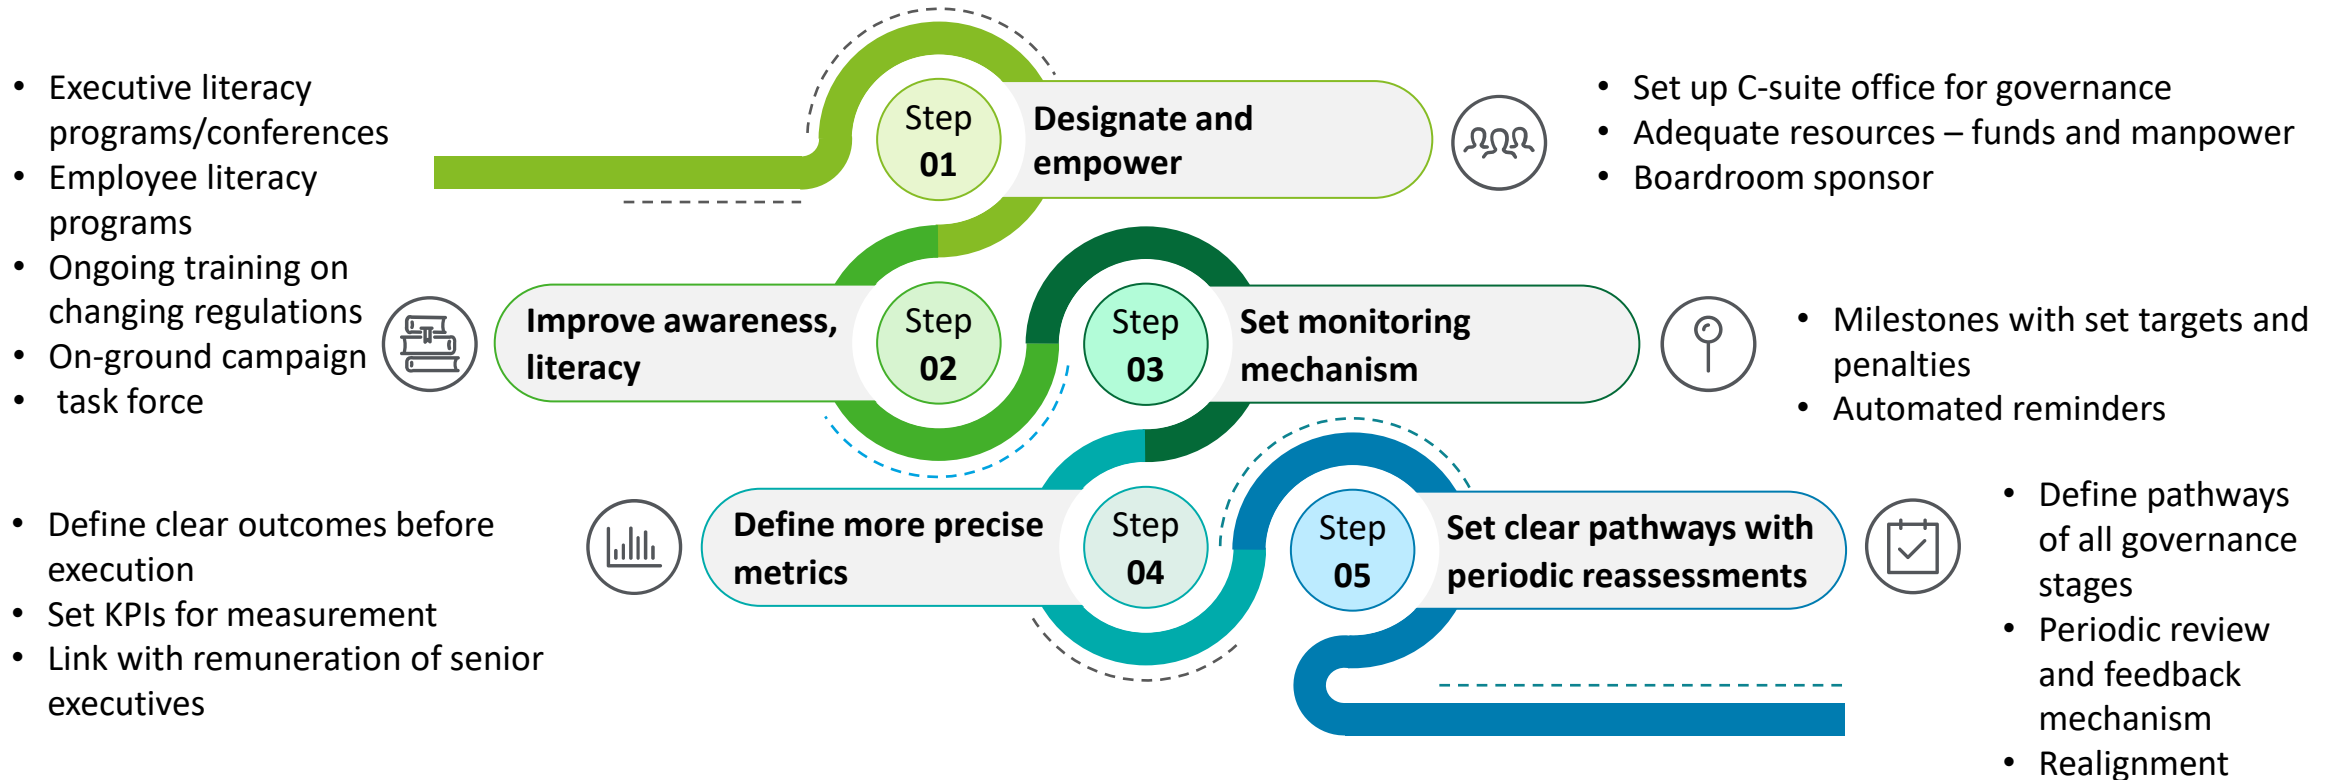 Step
01
Designate and
empower
• Set up C-suite office for governance
• Adequate resources – funds and manpower
• Boardroom sponsor
• Executive literacy
programs/conferences
• Employee literacy
programs
• Ongoing training on
changing regulations
• On-ground campaign
•  task force
Improve awareness,
literacy
Step
02
Step
03
Set monitoring
mechanism
• Milestones with set targets and
penalties
• Automated reminders
• Define clear outcomes before
execution
• Set KPIs for measurement
• Link with remuneration of senior
executives
Define more precise
metrics
Step
04
Step
05
Set clear pathways with
periodic reassessments
• Define pathways
of all governance
stages
• Periodic review
and feedback
mechanism
• Realignment